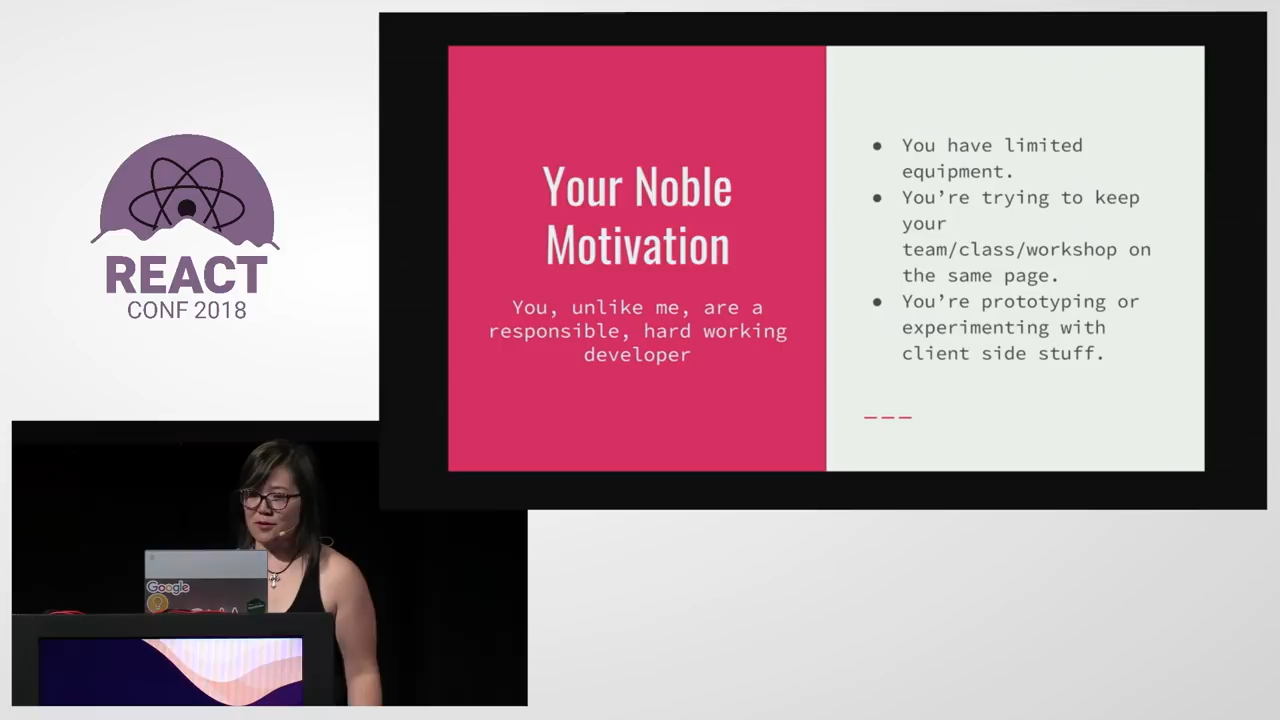 REACT
CONF 2018
Your Noble
Motivation
You, unlike me, are a
responsible, hard working
developer
● You have limited
equipment.
● You’re trying to keep
your
team/class/workshop on
the same page.
● You’re prototyping or
experimenting with
client side stuff.
Google